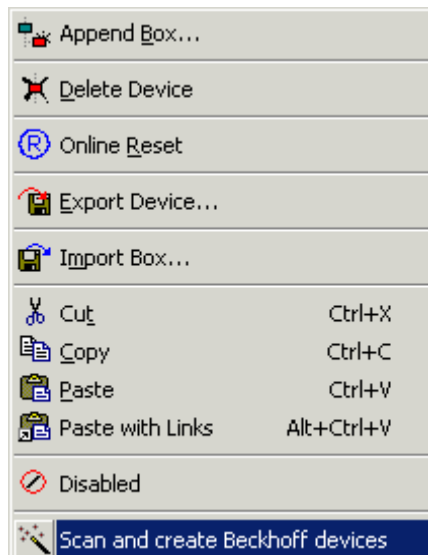 Append Box...
Delete Device
® Online Reset
Export Device...
Import Box...
Cut Ctrl+X
Copy Ctrl+C
Paste Ctrl+V
Paste with Links Alt+Ctrl+V
Disabled
Scan and create Beckhoff devices